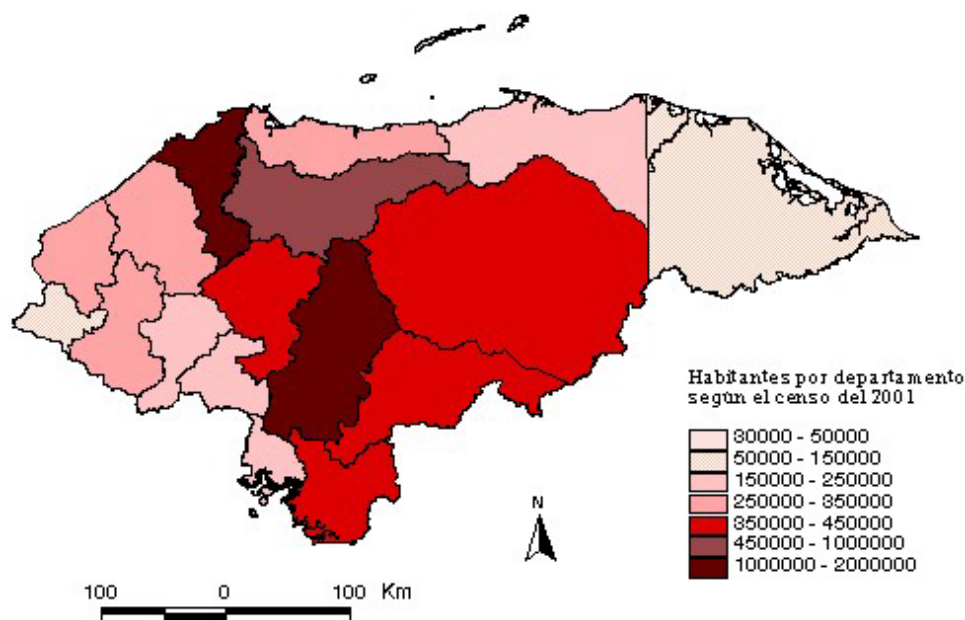 Habitantes por departamento
según el censo del 2001
30000 - 50000
50000 - 150000
150000 - 250000
250000 - 350000
350000 - 450000
450000 - 1000000
1000000 - 2000000
N
100 0 100 Km